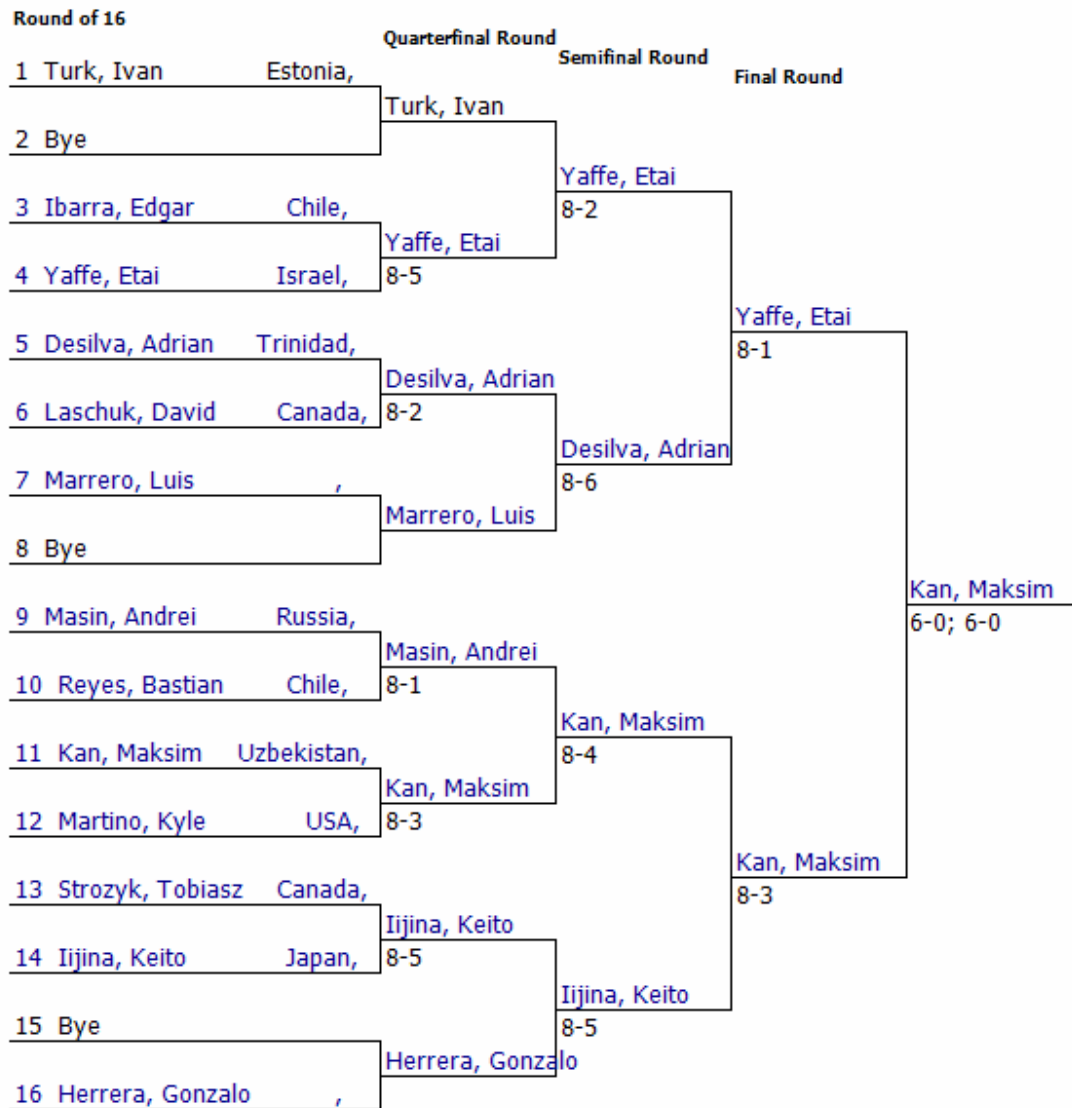 Round of 16
Quarterfinal Round
Semifinal Round
Final Round
1 Turk, Ivan Estonia,
Turk, Ivan
2 Bye
Yaffe, Etai
8-2
3 Ibarra, Edgar Chile,
Yaffe, Etai
8-5
4 Yaffe, Etai Israel,
Yaffe, Etai
8-1
5 Desilva, Adrian Trinidad,
Desilva, Adrian
8-2
6 Laschuk, David Canada,
Desilva, Adrian
8-6
7 Marrero, Luis ,
Marrero, Luis
8 Bye
Kan, Maksim
6-0; 6-0
9 Masin, Andrei Russia,
Masin, Andrei
8-1
10 Reyes, Bastian Chile,
Kan, Maksim
8-4
11 Kan, Maksim Uzbekistan,
Kan, Maksim
8-3
12 Martino, Kyle USA,
Kan, Maksim
8-3
13 Strozyk, Tobiasz Canada,
Iijina, Keito
8-5
14 Iijina, Keito Japan,
Iijina, Keito
8-5
15 Bye
Herrera, Gonzalo
16 Herrera, Gonzalo ,